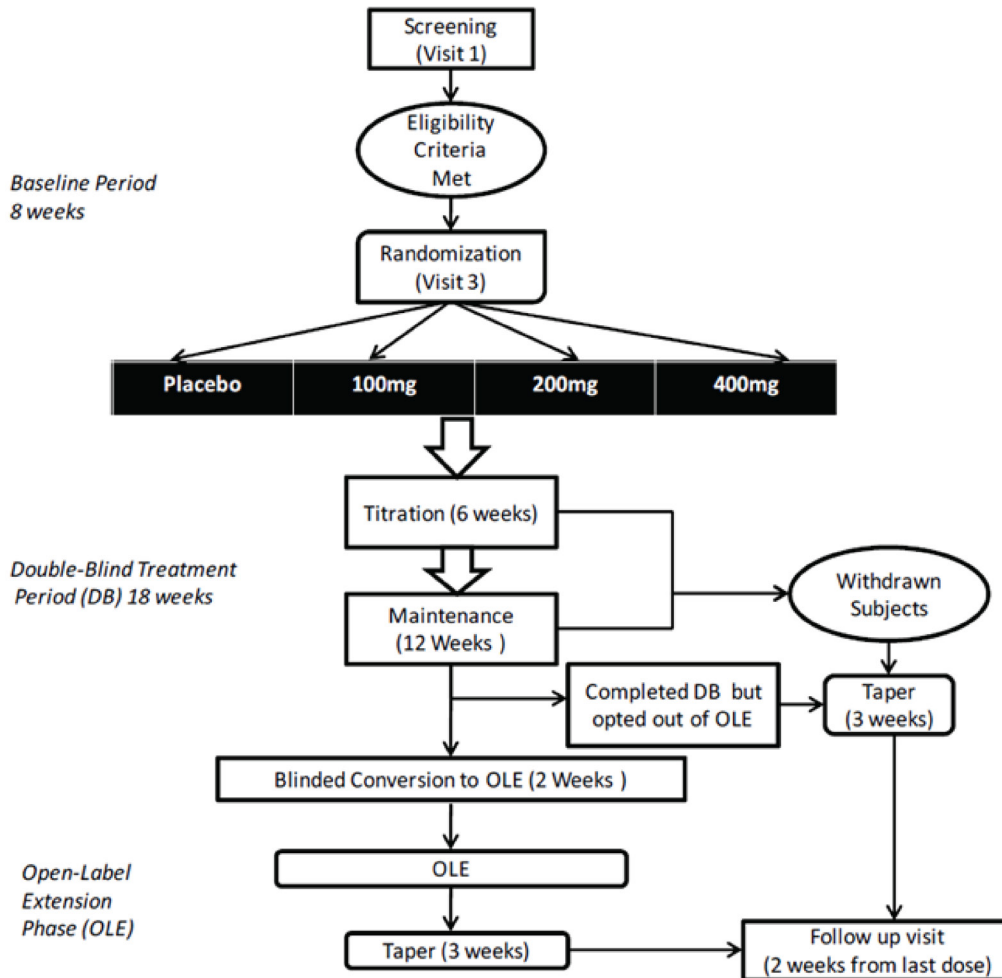 Screening
(Visit 1)
Eligibility
Criteria
Met
Baseline Period
8 weeks
Randomization
(Visit 3)
Placebo 100mg 200mg 400mg
Titration (6 weeks)
Double-Blind Treatment
Period (DB) 18 weeks
Withdrawn
Subjects
Maintenance
(12 Weeks )
Completed DB but
opted out of OLE
Taper
(3 weeks)
Blinded Conversion to OLE (2 Weeks )
OLE
Open-Label
Extension
Phase (OLE)
Taper (3 weeks)
Follow up visit
(2 weeks from last dose)